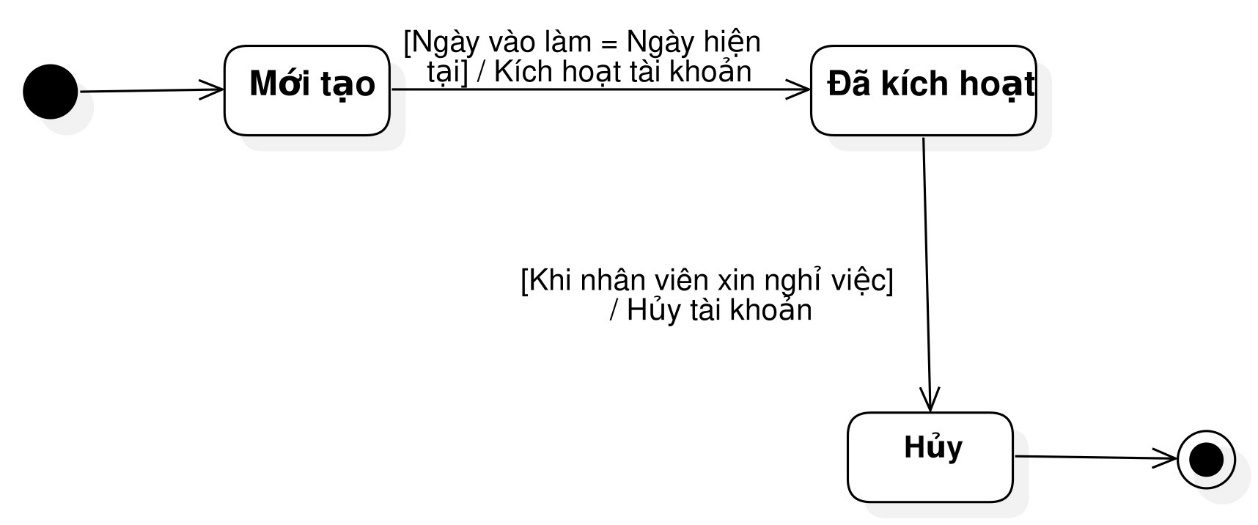 [Ngày vào làm = Ngày hiện
tại] / Kích hoạt tài khoản
Mới tạo
Đã kích hoạt
[Khi nhân viên xin nghỉ việc]
/ Hủy tài khoản
Hủy